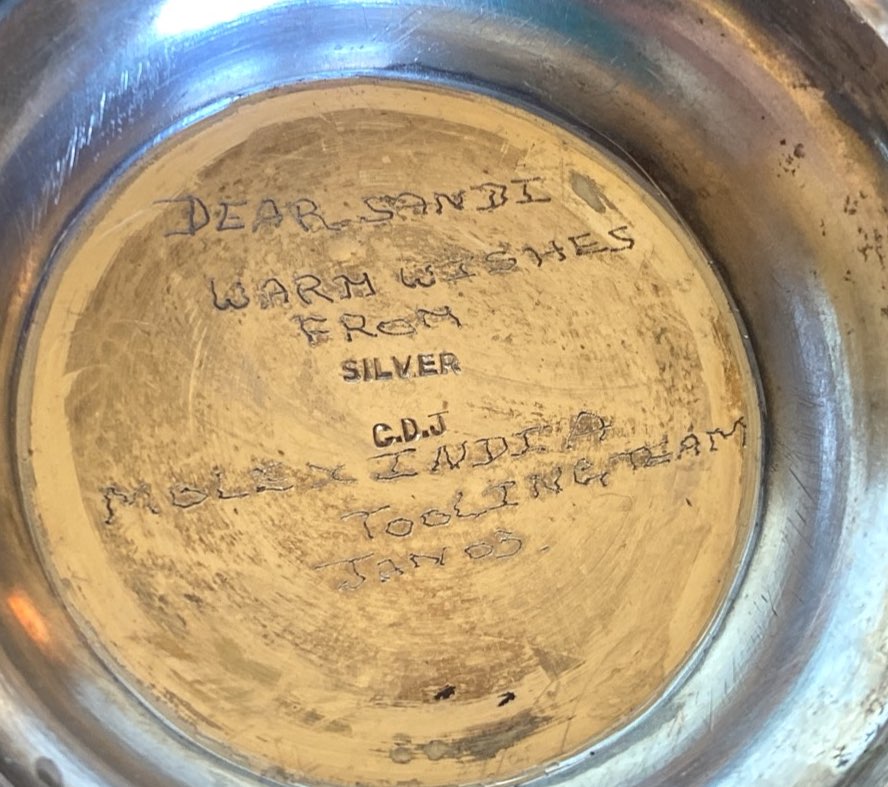 DEAR SANDI
WARM WISHES
FROM
SILVER
C.D.J
MOLEX INDIA
TOOLING TEAM
JAN 03.